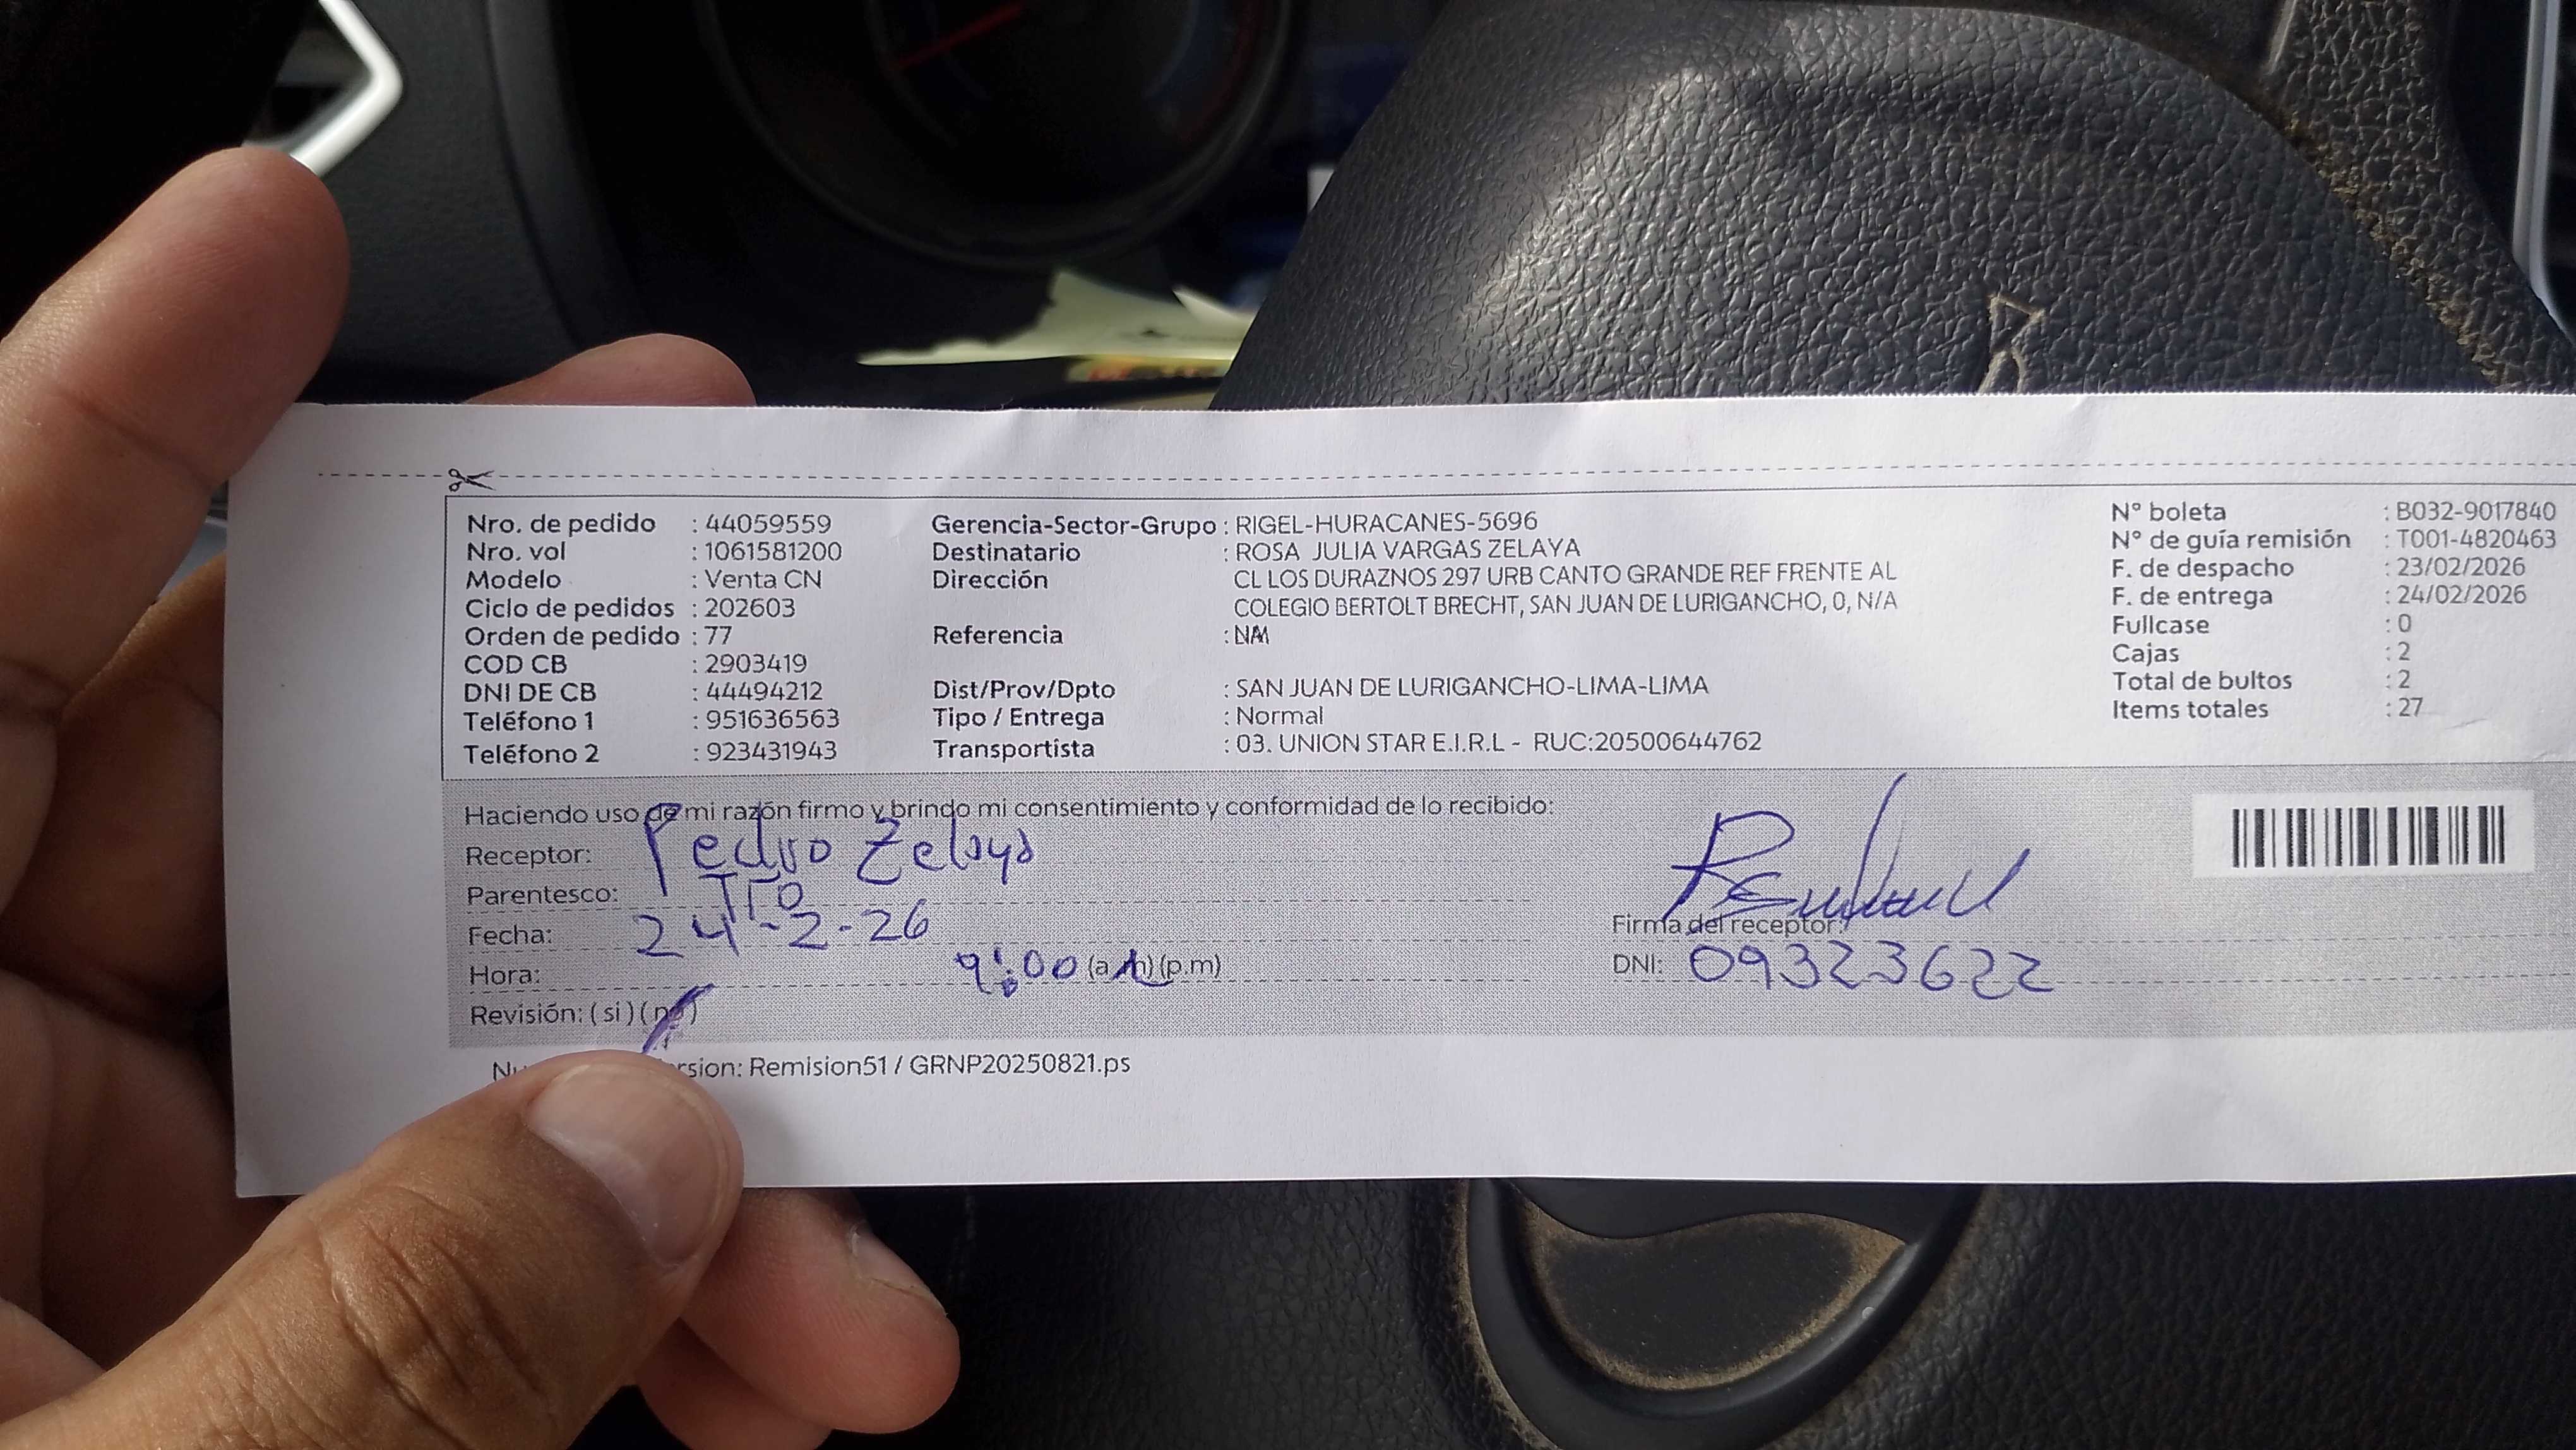 Nro. de pedido : 44059559
Nro. vol : 1061581200
Modelo : Venta CN
Ciclo de pedidos : 202603
Orden de pedido : 77
COD CB : 2903419
DNI DE CB : 44494212
Teléfono 1 : 951636563
Teléfono 2 : 923431943
Gerencia-Sector-Grupo : RIGEL-HURACANES-5696
Destinatario : ROSA JULIA VARGAS ZELAYA
Dirección CL LOS DURAZNOS 297 URB CANTO GRANDE REF FRENTE AL
COLEGIO BERTOLT BRECHT, SAN JUAN DE LURIGANCHO, 0, N/A
Referencia :
Dist/Prov/Dpto : SAN JUAN DE LURIGANCHO-LIMA-LIMA
Tipo / Entrega : Normal
Transportista : 03. UNION STAR E.I.R.L - RUC:20500644762
N° boleta : B032-9017840
N° de guía remisión : T001-4820463
F. de despacho : 23/02/2026
F. de entrega : 24/02/2026
Fullcase : 0
Cajas : 2
Total de bultos : 2
Items totales : 27
Haciendo uso de mi razón firmo y brindo mi consentimiento y conformidad de lo recibido:
Receptor: Pedro Zelaya
Parentesco: TIO
Fecha: 24-2-26
Hora: 9:00 (a.m) (p.m)
Revisión: (si) (no)
Firma del receptor:
DNI: 09323622
rsion: Remision51 / GRNP20250821.ps